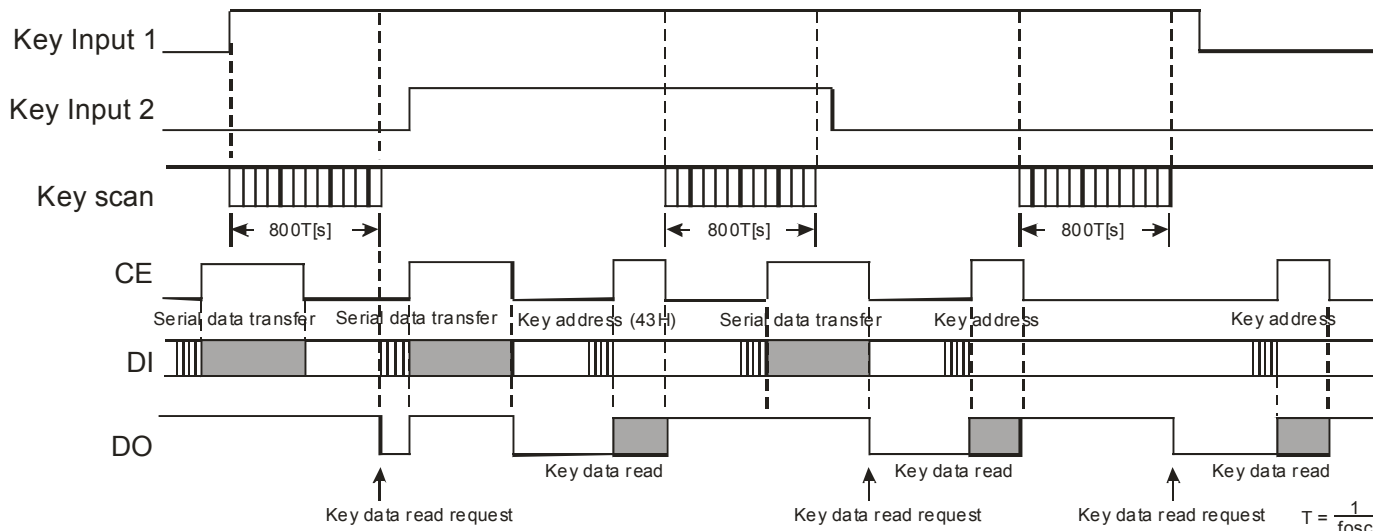 Key Input 1
Key Input 2
Key scan
800T[s] 800T[s] 800T[s]
CE
Serial data transfer Serial data transfer Key address (43H) Serial data transfer Key address Key address
DI
DO
Key data read Key data read Key data read
Key data read request Key data read request Key data read request T = 1/fosc